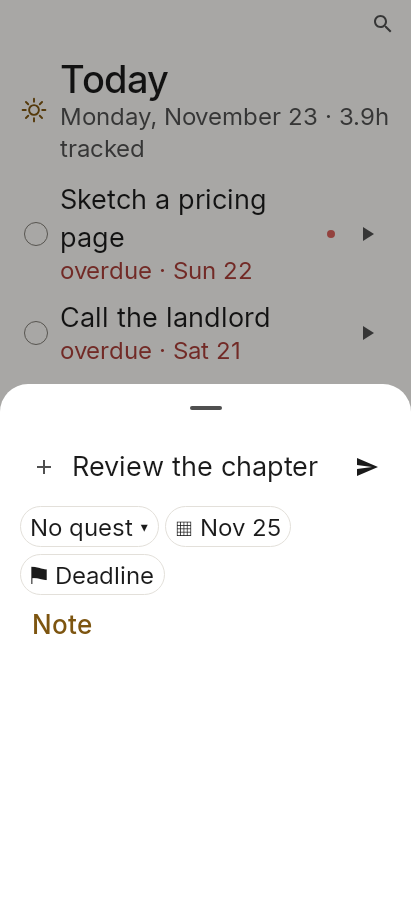 Today
Monday, November 23 · 3.9h
tracked
Sketch a pricing
page
overdue · Sun 22
Call the landlord
overdue · Sat 21
Review the chapter
No quest ▾
Nov 25
Deadline
Note